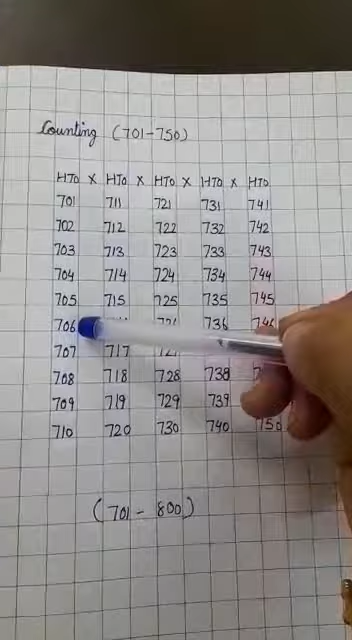 Counting (701-750)
HTO × HTO × HTO × HTO × HTO
701 711 721 731 741
702 712 722 732 742
703 713 723 733 743
704 714 724 734 744
705 715 725 735 745
706 736
707 717
708 718 728 738
709 719 729 739
710 720 730 740 750
(701 - 800)